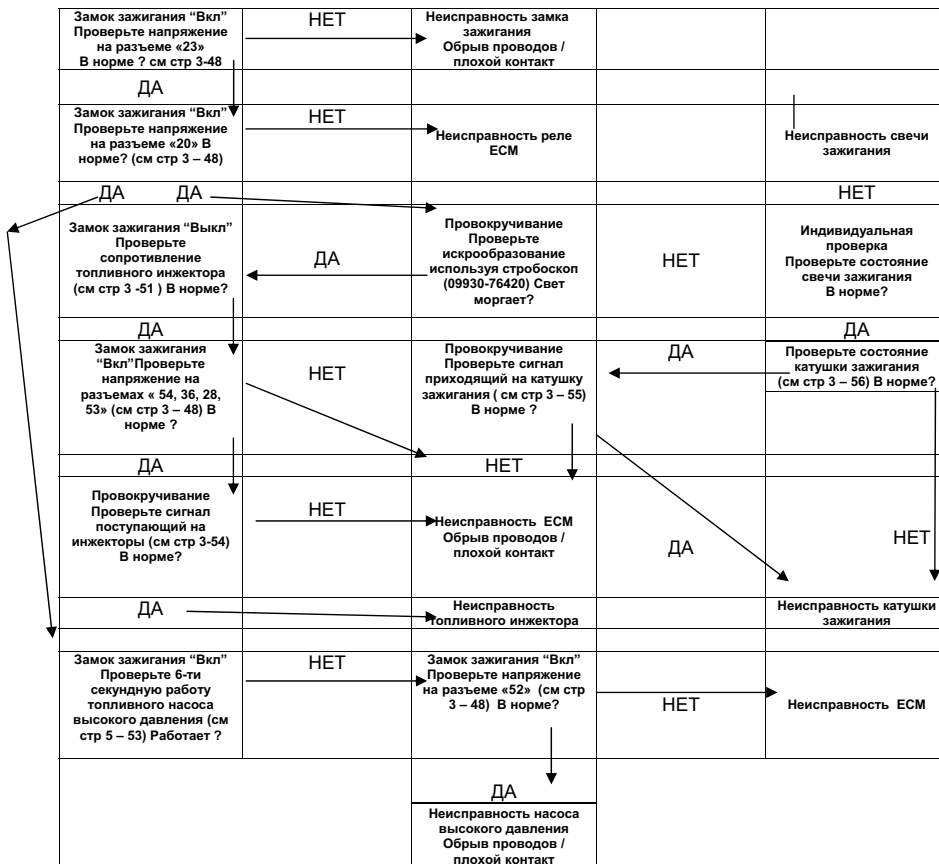 Замок зажигания “Вкл”
Проверьте напряжение
на разъеме «23»
В норме ? см стр 3-48
НЕТ
Неисправность замка
зажигания
Обрыв проводов /
плохой контакт
ДА
Замок зажигания “Вкл”
Проверьте напряжение
на разъеме «20» В
норме? (см стр 3 – 48)
НЕТ
Неисправность реле
ECM
Неисправность свечи
зажигания
ДА ДА
НЕТ
Замок зажигания “Выкл”
Проверьте
сопротивление
топливного инжектора
(см стр 3 -51 ) В норме?
ДА
Провокручивание
Проверьте
искрообразование
используя стробоскоп
(09930-76420) Свет
моргает?
НЕТ
Индивидуальная
проверка
Проверьте состояние
свечи зажигания
В норме?
ДА
ДА
Замок зажигания
“Вкл”Проверьте
напряжение на
разъемах « 54, 36, 28,
53» (см стр 3 – 48) В
норме ?
НЕТ
Провокручивание
Проверьте сигнал
приходящий на катушку
зажигания ( см стр 3 – 55)
В норме ?
ДА
Проверьте состояние
катушки зажигания
(см стр 3 – 56) В норме?
ДА
НЕТ
Провокручивание
Проверьте сигнал
поступающий на
инжекторы (см стр 3-54)
В норме?
НЕТ
Неисправность ECM
Обрыв проводов /
плохой контакт
ДА
НЕТ
ДА
Неисправность
топливного инжектора
Неисправность катушки
зажигания
Замок зажигания “Вкл”
Проверьте 6-ти
секундную работу
топливного насоса
высокого давления (см
стр 5 – 53) Работает ?
НЕТ
Замок зажигания “Вкл”
Проверьте напряжение
на разъеме «52» (см стр
3 – 48) В норме?
НЕТ
Неисправность ECM
ДА
Неисправность насоса
высокого давления
Обрыв проводов /
плохой контакт